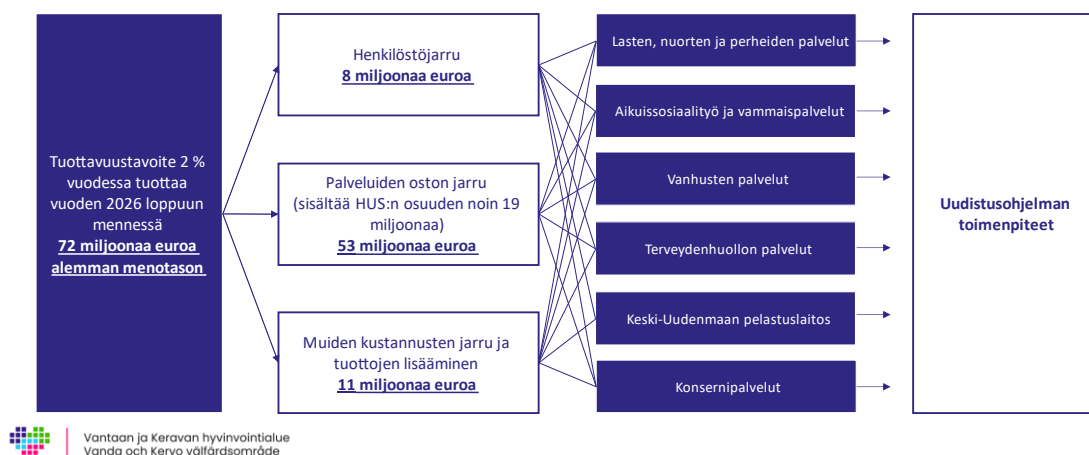 Tuottavuustavoite 2 %
vuodessa tuottaa
vuoden 2026 loppuun
mennessä
72 miljoonaa euroa
alemman menotason
Henkilöstöjarru
8 miljoonaa euroa
Palveluiden oston jarru
(sisältää HUS:n osuuden noin 19
miljoonaa)
53 miljoonaa euroa
Muiden kustannusten jarru ja
tuottojen lisääminen
11 miljoonaa euroa
Lasten, nuorten ja perheiden palvelut
Aikuissosiaalityö ja vammaispalvelut
Vanhusten palvelut
Terveydenhuollon palvelut
Keski-Uudenmaan pelastuslaitos
Konsernipalvelut
Uudistusohjelman
toimenpiteet
Vantaan ja Keravan hyvinvointialue
Vanda och Kervo välfärdsområde